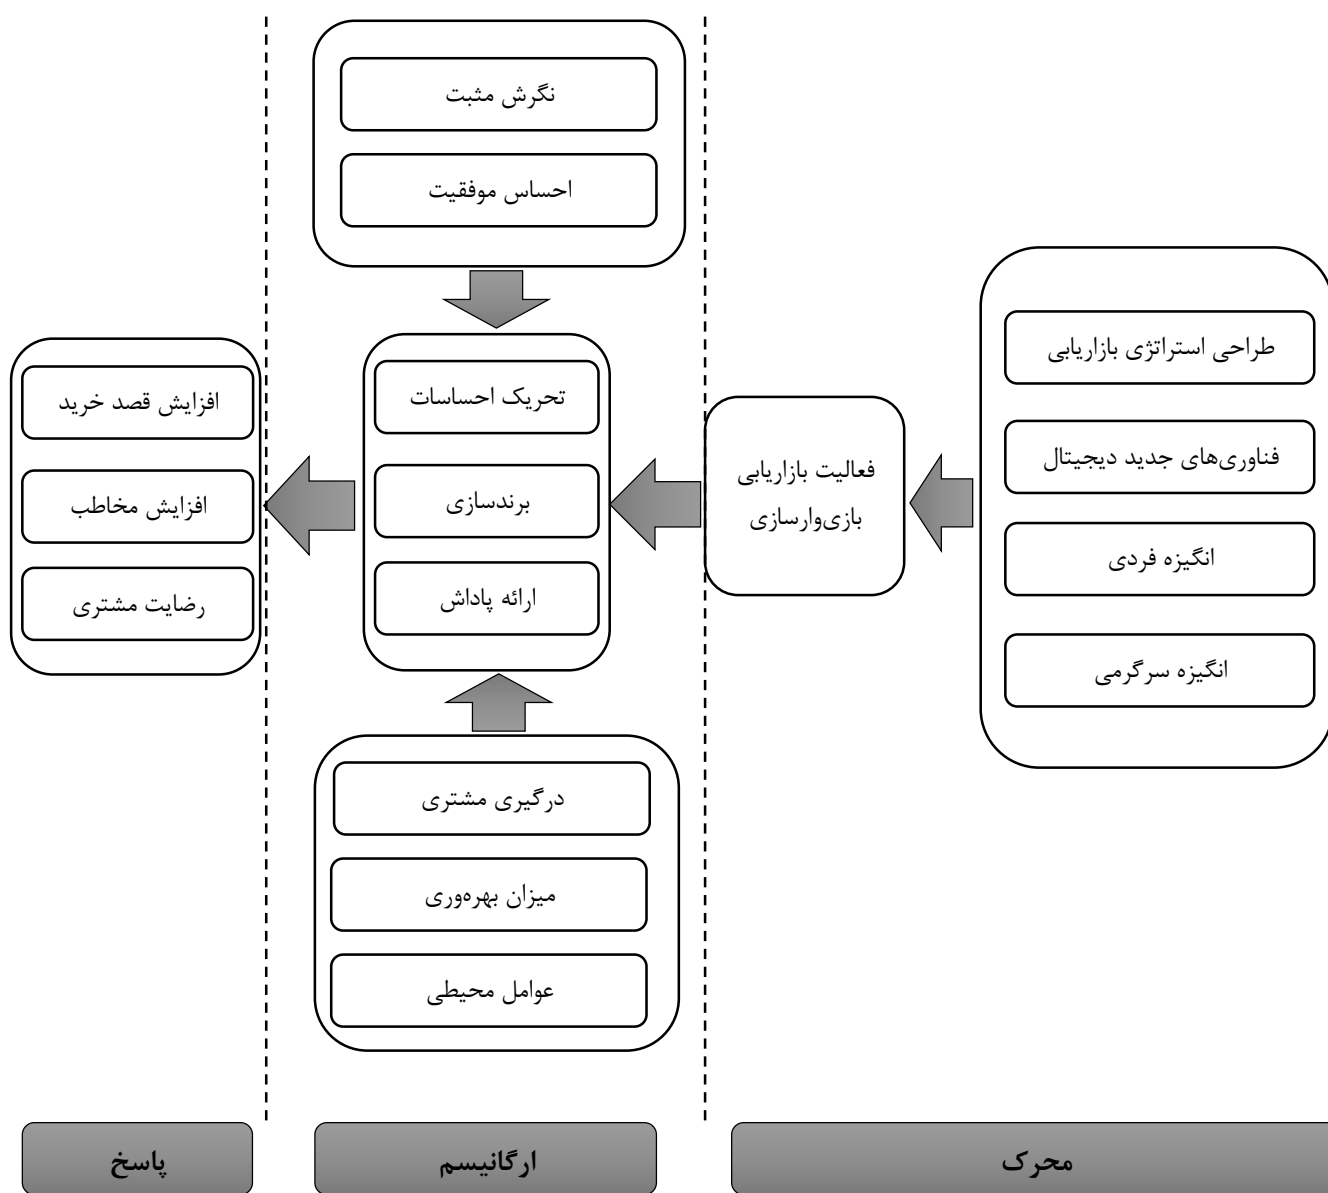 طراحی استراتژی بازاریابی
فناوری‌های جدید دیجیتال
انگیزه فردی
انگیزه سرگرمی
فعالیت بازاریابی
بازی‌وارسازی
نگرش مثبت
احساس موفقیت
تحریک احساسات
برندسازی
ارائه پاداش
درگیری مشتری
میزان بهره‌وری
عوامل محیطی
افزایش قصد خرید
افزایش مخاطب
رضایت مشتری
محرک
ارگانیسم
پاسخ